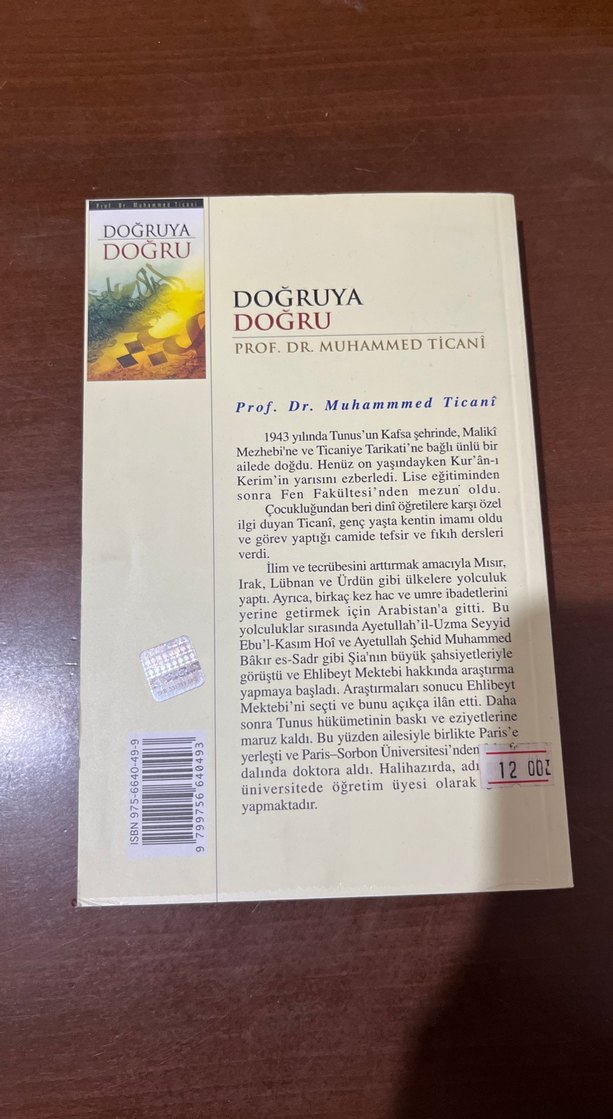 Prof. Dr. Muhammed Ticanî
DOĞRUYA
DOĞRU
DOĞRUYA
DOĞRU
PROF. DR. MUHAMMED TİCANÎ
Prof. Dr. Muhammmed Ticanî
1943 yılında Tunus'un Kafsa şehrinde, Malikî
Mezhebi'ne ve Ticaniye Tarikati'ne bağlı ünlü bir
ailede doğdu. Henüz on yaşındayken Kur'ân-ı
Kerim'in yarısını ezberledi. Lise eğitiminden
sonra Fen Fakültesi'nden mezun oldu.
Çocukluğundan beri dinî öğretilere karşı özel
ilgi duyan Ticanî, genç yaşta kentin imamı oldu
ve görev yaptığı camide tefsir ve fıkıh dersleri
verdi.
İlim ve tecrübesini arttırmak amacıyla Mısır,
Irak, Lübnan ve Ürdün gibi ülkelere yolculuk
yaptı. Ayrıca, birkaç kez hac ve umre ibadetlerini
yerine getirmek için Arabistan'a gitti. Bu
yolculuklar sırasında Ayetullah'il-Uzma Seyyid
Ebu'l-Kasım Hoî ve Ayetullah Şehid Muhammed
Bâkır es-Sadr gibi Şia'nın büyük şahsiyetleriyle
görüştü ve Ehlibeyt Mektebi hakkında araştırma
yapmaya başladı. Araştırmaları sonucu Ehlibeyt
Mektebi'ni seçti ve bunu açıkça ilân etti. Daha
sonra Tunus hükümetinin baskı ve eziyetlerine
maruz kaldı. Bu yüzden ailesiyle birlikte Paris'e
yerleşti ve Paris–Sorbon Üniversitesi'nden
dalında doktora aldı. Halihazırda,
üniversitede öğretim üyesi olarak
yapmaktadır.
12 00
ISBN 975-6640-49-9
9 799756 640493